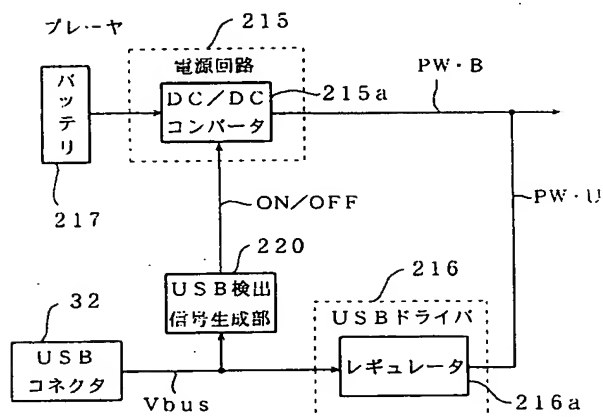 プレーヤ
215
電源回路
バッテリ
DC/DC
コンバータ
215a
PW・B
217
ON/OFF
PW・U
220
216
32
USB検出
信号生成部
USBドライバ
USB
コネクタ
レギュレータ
Vbus
216a